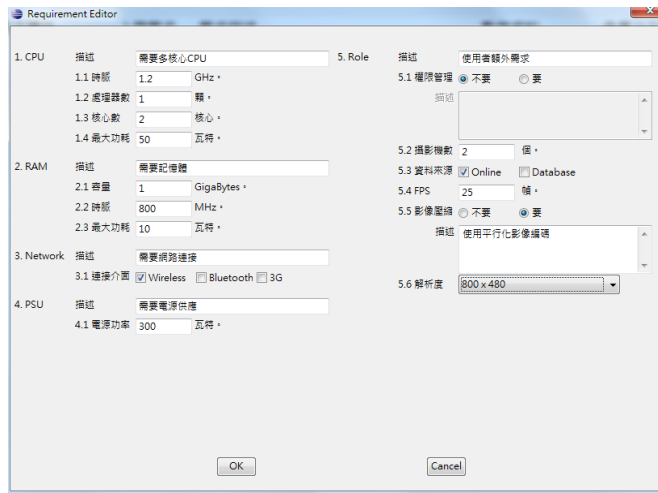 Requirement Editor
1. CPU 描述 需要多核心CPU
1.1 時脈 1.2 GHz。
1.2 處理器數 1 顆。
1.3 核心數 2 核心。
1.4 最大功耗 50 瓦特。
2. RAM 描述 需要記憶體
2.1 容量 1 GigaBytes。
2.2 時脈 800 MHz。
2.3 最大功耗 10 瓦特。
3. Network 描述 需要網路連接
3.1 連接介面 Wireless Bluetooth 3G
4. PSU 描述 需要電源供應
4.1 電源功率 300 瓦特。
5. Role 描述 使用者額外需求
5.1 權限管理 不要 要
描述
5.2 攝影機數 2 個。
5.3 資料來源 Online Database
5.4 FPS 25 幀。
5.5 影像壓縮 不要 要
描述 使用平行化影像編碼
5.6 解析度 800 x 480
OK Cancel